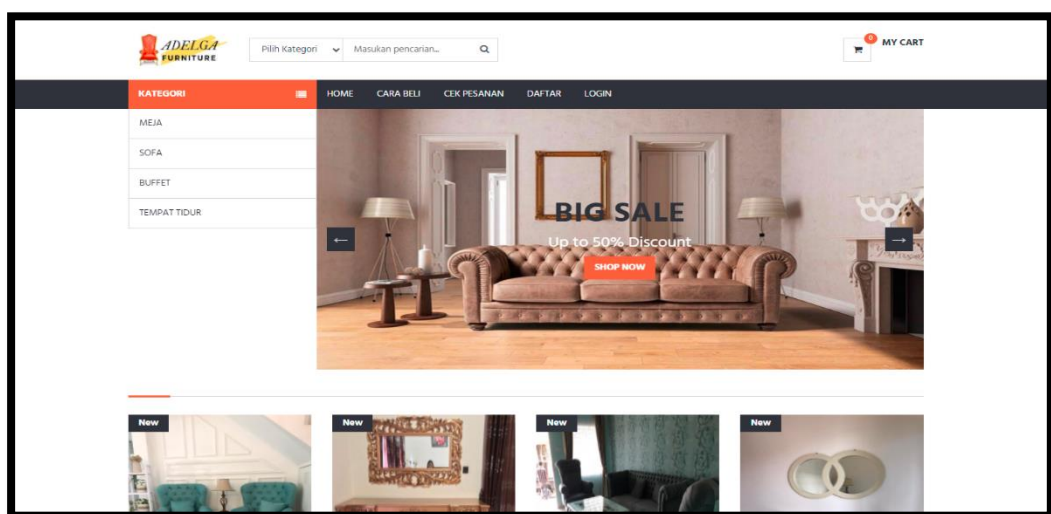 ADELGA
FURNITURE
Pilih Kategori
Masukan pencarian...
0
MY CART
KATEGORI
HOME
CARA BELI
CEK PESANAN
DAFTAR
LOGIN
MEJA
SOFA
BUFFET
TEMPAT TIDUR
BIG SALE
Up to 50% Discount
SHOP NOW
New
New
New
New